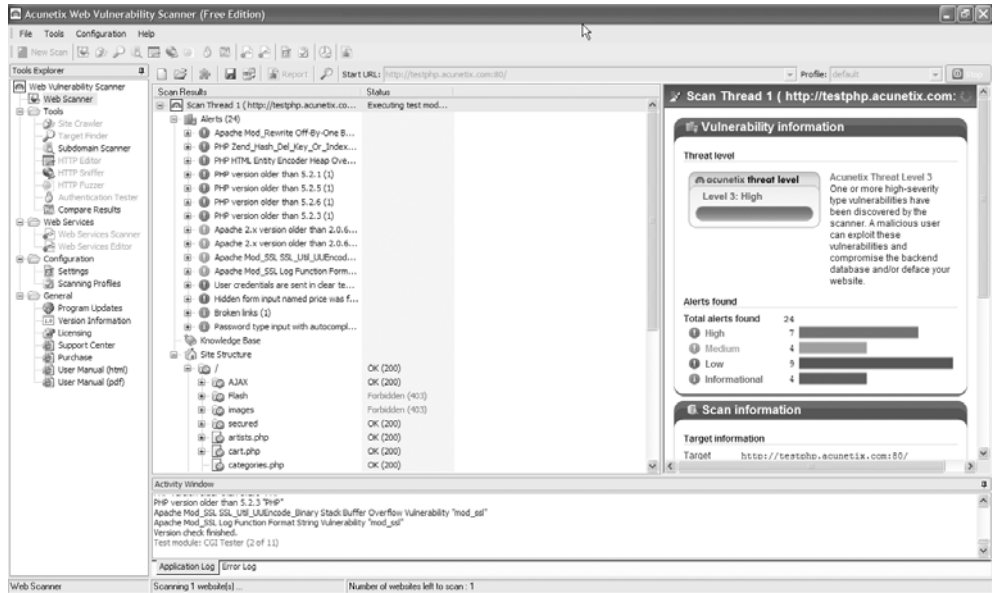 Acunetix Web Vulnerability Scanner (Free Edition)
File Tools Configuration Help
New Scan Report Start URL: http://testphp.acunetix.com:80/ Profile: default Stop
Tools Explorer
Web Vulnerability Scanner
Web Scanner
Tools
Site Crawler
Target Finder
Subdomain Scanner
HTTP Editor
HTTP Sniffer
HTTP Fuzzer
Authentication Tester
Compare Results
Web Services
Web Services Scanner
Web Services Editor
Configuration
Settings
Scanning Profiles
General
Program Updates
Version Information
Licensing
Support Center
Purchase
User Manual (html)
User Manual (pdf)
Scan Results Status
Scan Thread 1 ( http://testphp.acunetix.co... Executing test mod...
Alerts (24)
Apache Mod_Rewrite Off-By-One B...
PHP Zend_Hash_Del_Key_Or_Index...
PHP HTML Entity Encoder Heap Ove...
PHP version older than 5.2.1 (1)
PHP version older than 5.2.5 (1)
PHP version older than 5.2.6 (1)
PHP version older than 5.2.3 (1)
Apache 2.x version older than 2.0.6...
Apache 2.x version older than 2.0.6...
Apache Mod_SSL SSL_Util_UUEncod...
Apache Mod_SSL Log Function Form...
User credentials are sent in clear te...
Hidden form input named price was f...
Broken links (1)
Password type input with autocompl...
Knowledge Base
Site Structure
/ OK (200)
AJAX OK (200)
Flash Forbidden (403)
images Forbidden (403)
secured OK (200)
artists.php OK (200)
cart.php OK (200)
categories.php OK (200)
Scan Thread 1 ( http://testphp.acunetix.com:
Vulnerability information
Threat level
acunetix threat level
Level 3: High
Acunetix Threat Level 3
One or more high-severity
type vulnerabilities have
been discovered by the
scanner. A malicious user
can exploit these
vulnerabilities and
compromise the backend
database and/or deface your
website.
Alerts found
Total alerts found 24
High 7
Medium 4
Low 9
Informational 4
Scan information
Target information
Target http://testphp.acunetix.com:80/
Activity Window
PHP version older than 5.2.3 "PHP"
Apache Mod_SSL SSL_Util_UUEncode_Binary Stack Buffer Overflow Vulnerability "mod_ssl"
Apache Mod_SSL Log Function Format String Vulnerability "mod_ssl"
Version check finished.
Test module: CGI Tester (2 of 11)
Application Log Error Log
Web Scanner Scanning 1 website(s) ... Number of websites left to scan : 1